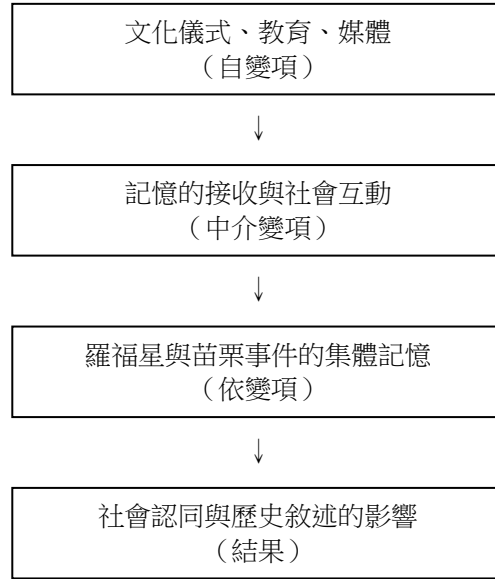 文化儀式、教育、媒體
（自變項）
↓
記憶的接收與社會互動
（中介變項）
↓
羅福星與苗栗事件的集體記憶
（依變項）
↓
社會認同與歷史敘述的影響
（結果）